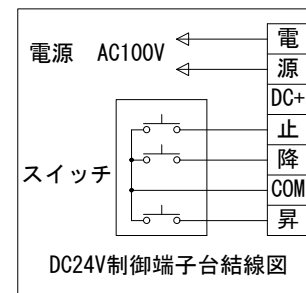 電源 AC100V
電
源
DC+
止
降
COM
昇
スイッチ
DC24V制御端子台結線図